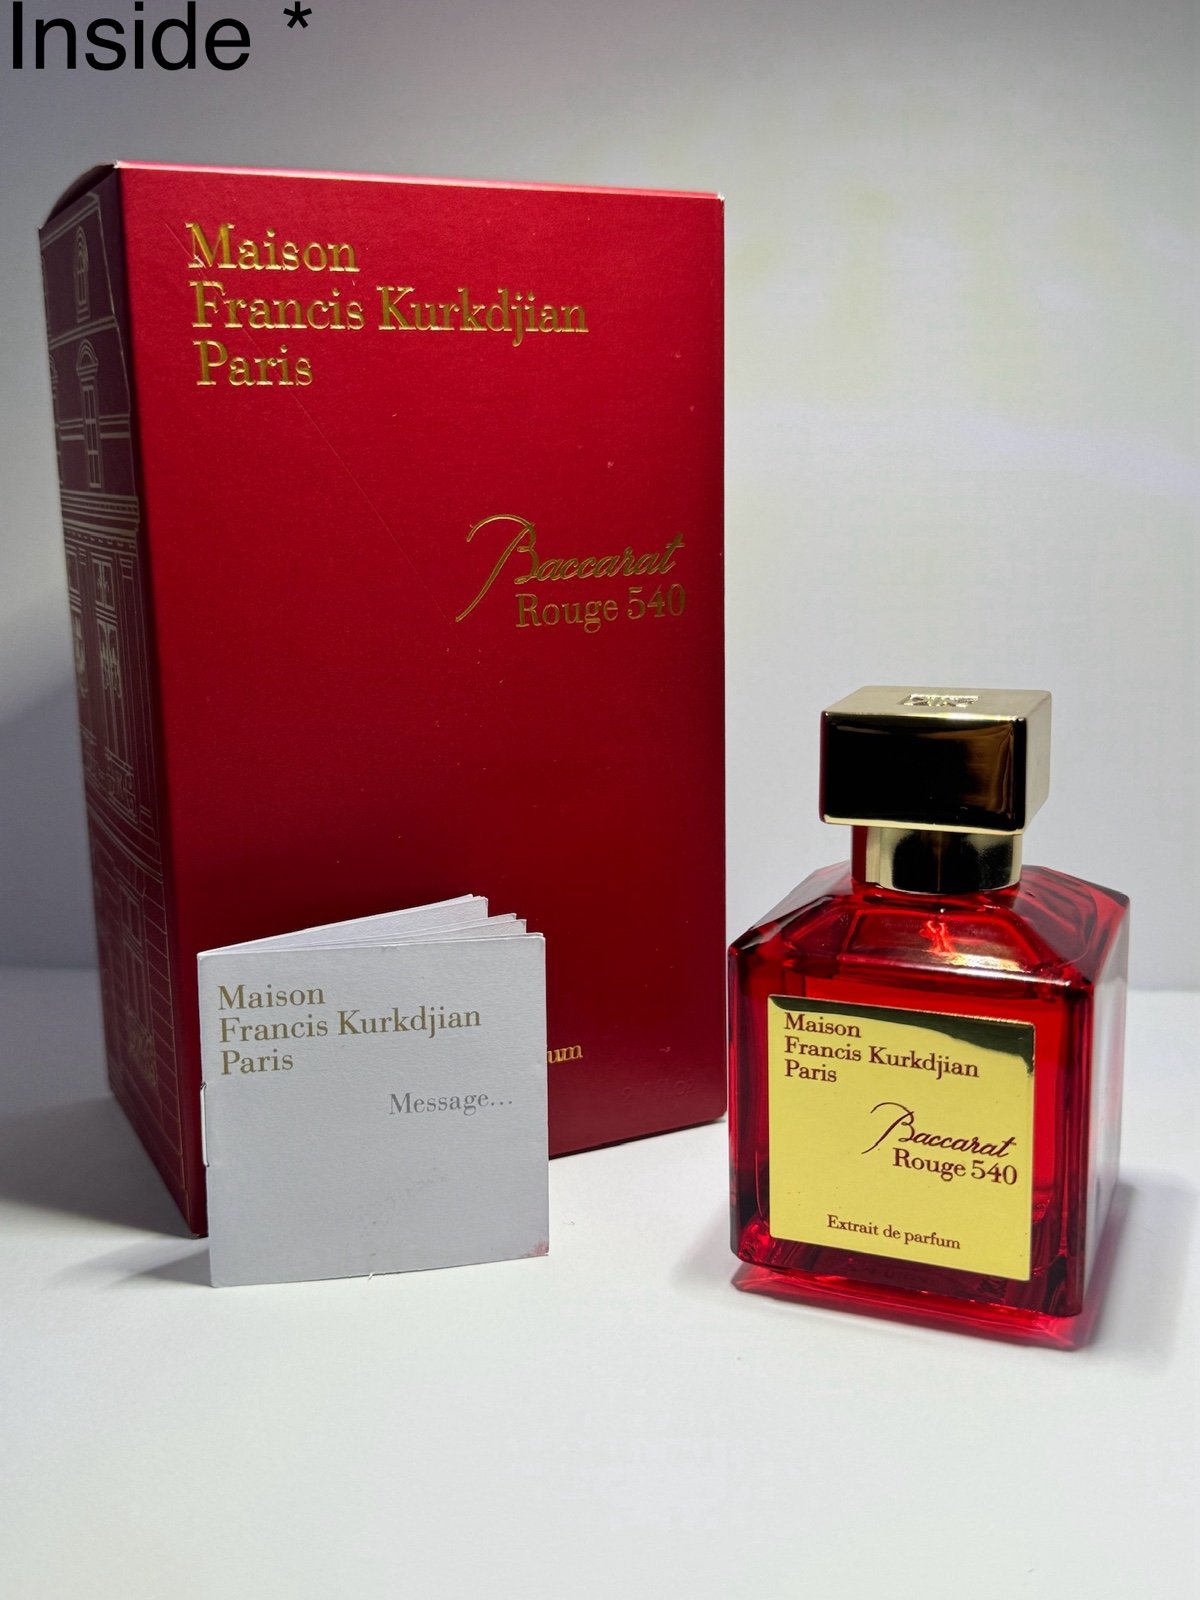 Inside *
Maison
Francis Kurkdjian
Paris
Baccarat
Rouge 540
Maison
Francis Kurkdjian
Paris
Message...
Maison
Francis Kurkdjian
Paris
Baccarat
Rouge 540
Extrait de parfum